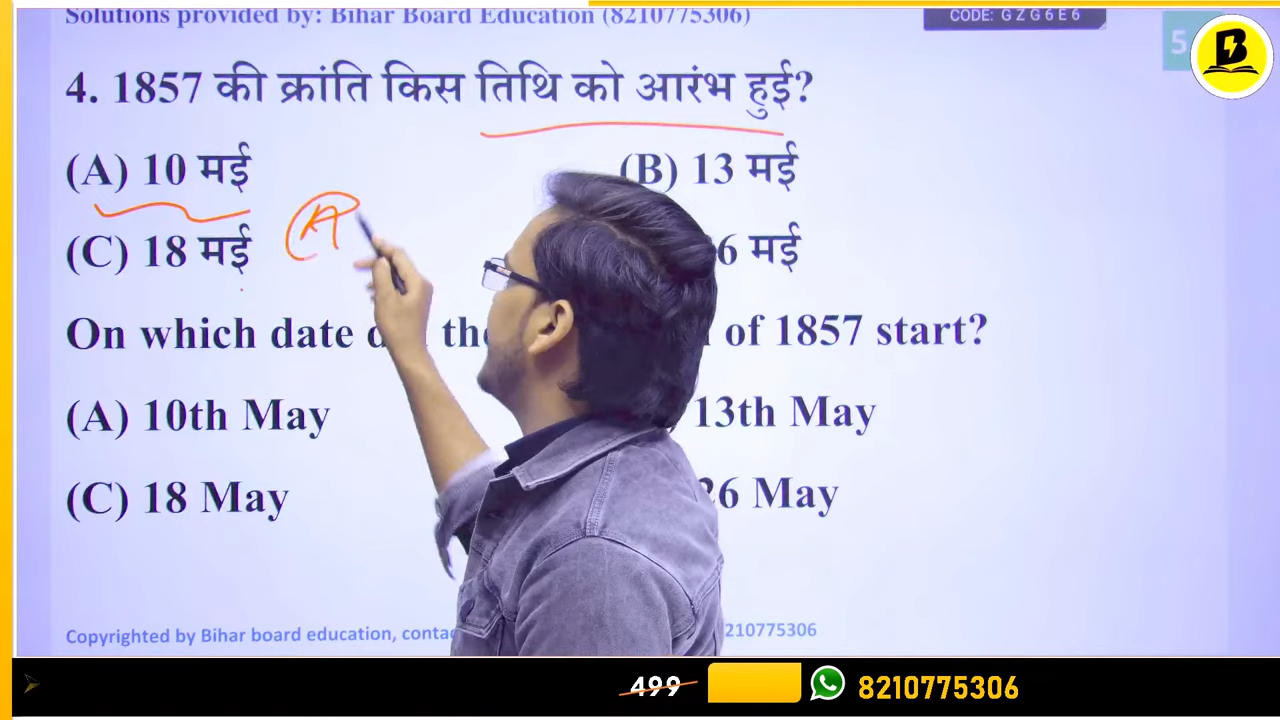 Solutions provided by: Bihar Board Education (8210775306)
CODE: GZG6E6
5
B
4. 1857 की क्रांति किस तिथि को आरंभ हुई?
(A) 10 मई
(B) 13 मई
A
(C) 18 मई
6 मई
On which date the of 1857 start?
(A) 10th May
13th May
(C) 18 May
26 May
Copyrighted by Bihar board education, 210775306
499
8210775306